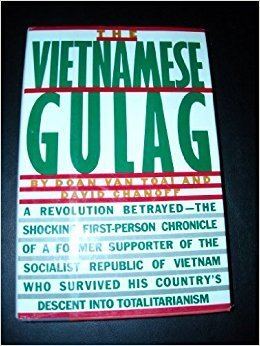 THE
VIETNAMESE
GULAG
BY DOAN VAN TOAI AND
DAVID CHANOFF
A REVOLUTION BETRAYED—THE
SHOCKING FIRST-PERSON CHRONICLE
OF A FORMER SUPPORTER OF THE
SOCIALIST REPUBLIC OF VIETNAM
WHO SURVIVED HIS COUNTRY'S
DESCENT INTO TOTALITARIANISM